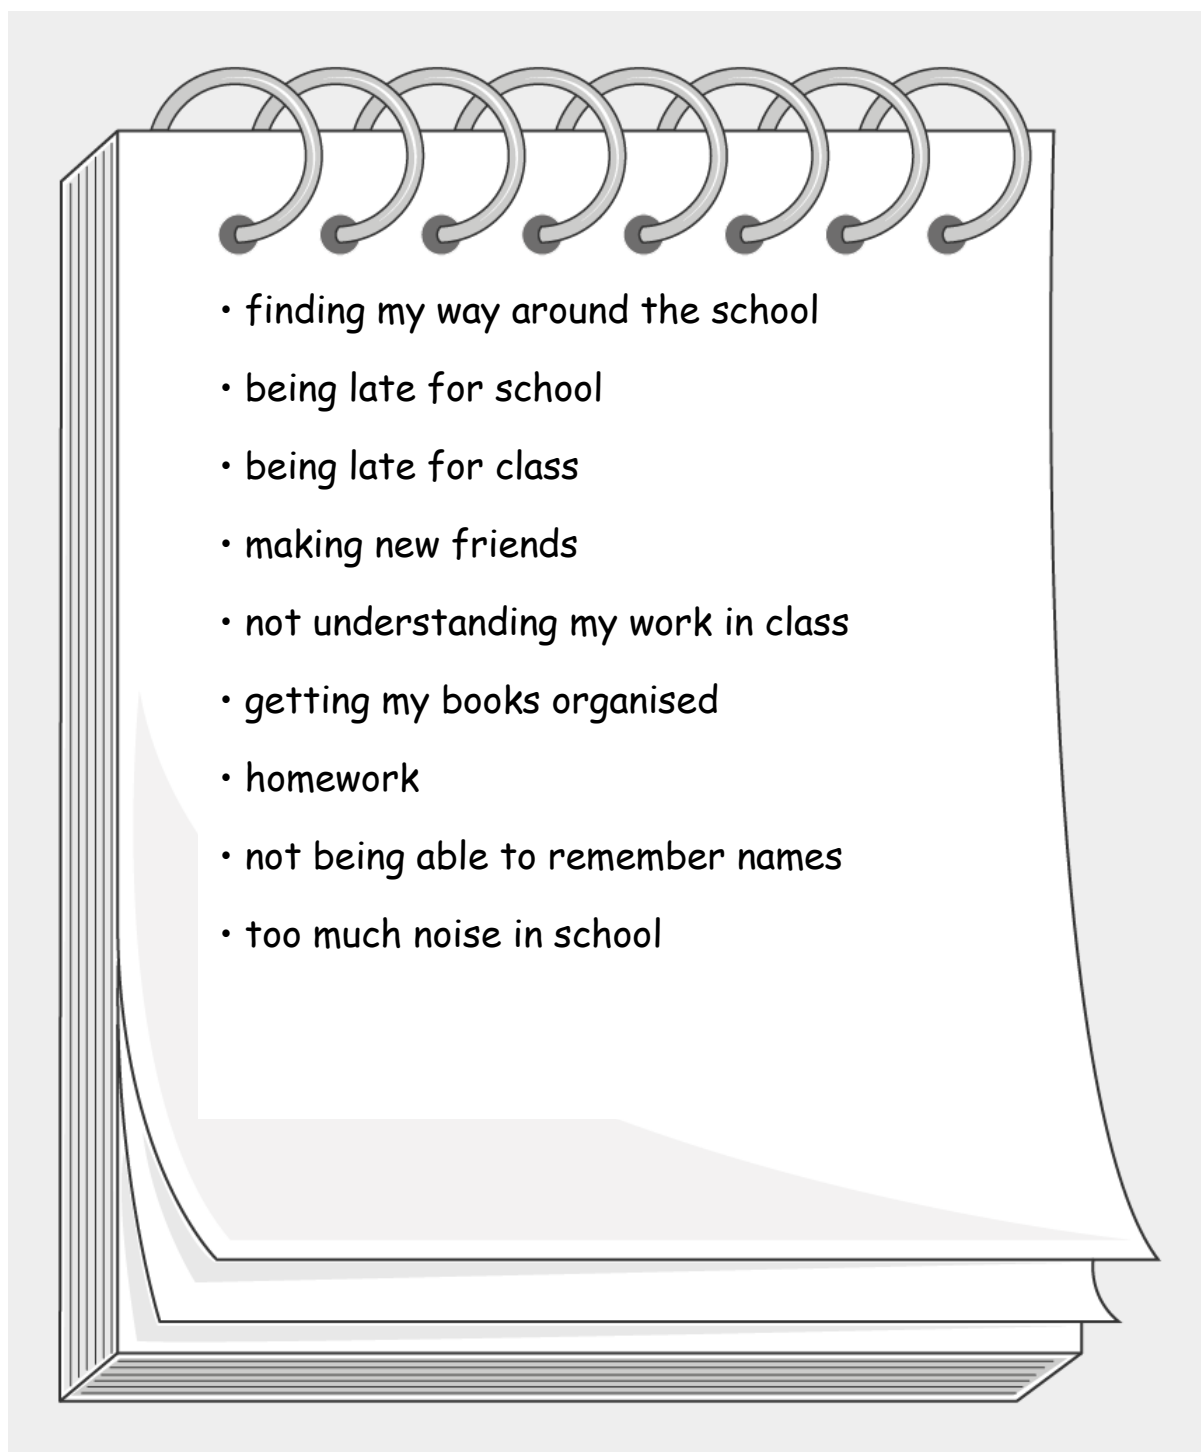 • finding my way around the school
• being late for school
• being late for class
• making new friends
• not understanding my work in class
• getting my books organised
• homework
• not being able to remember names
• too much noise in school